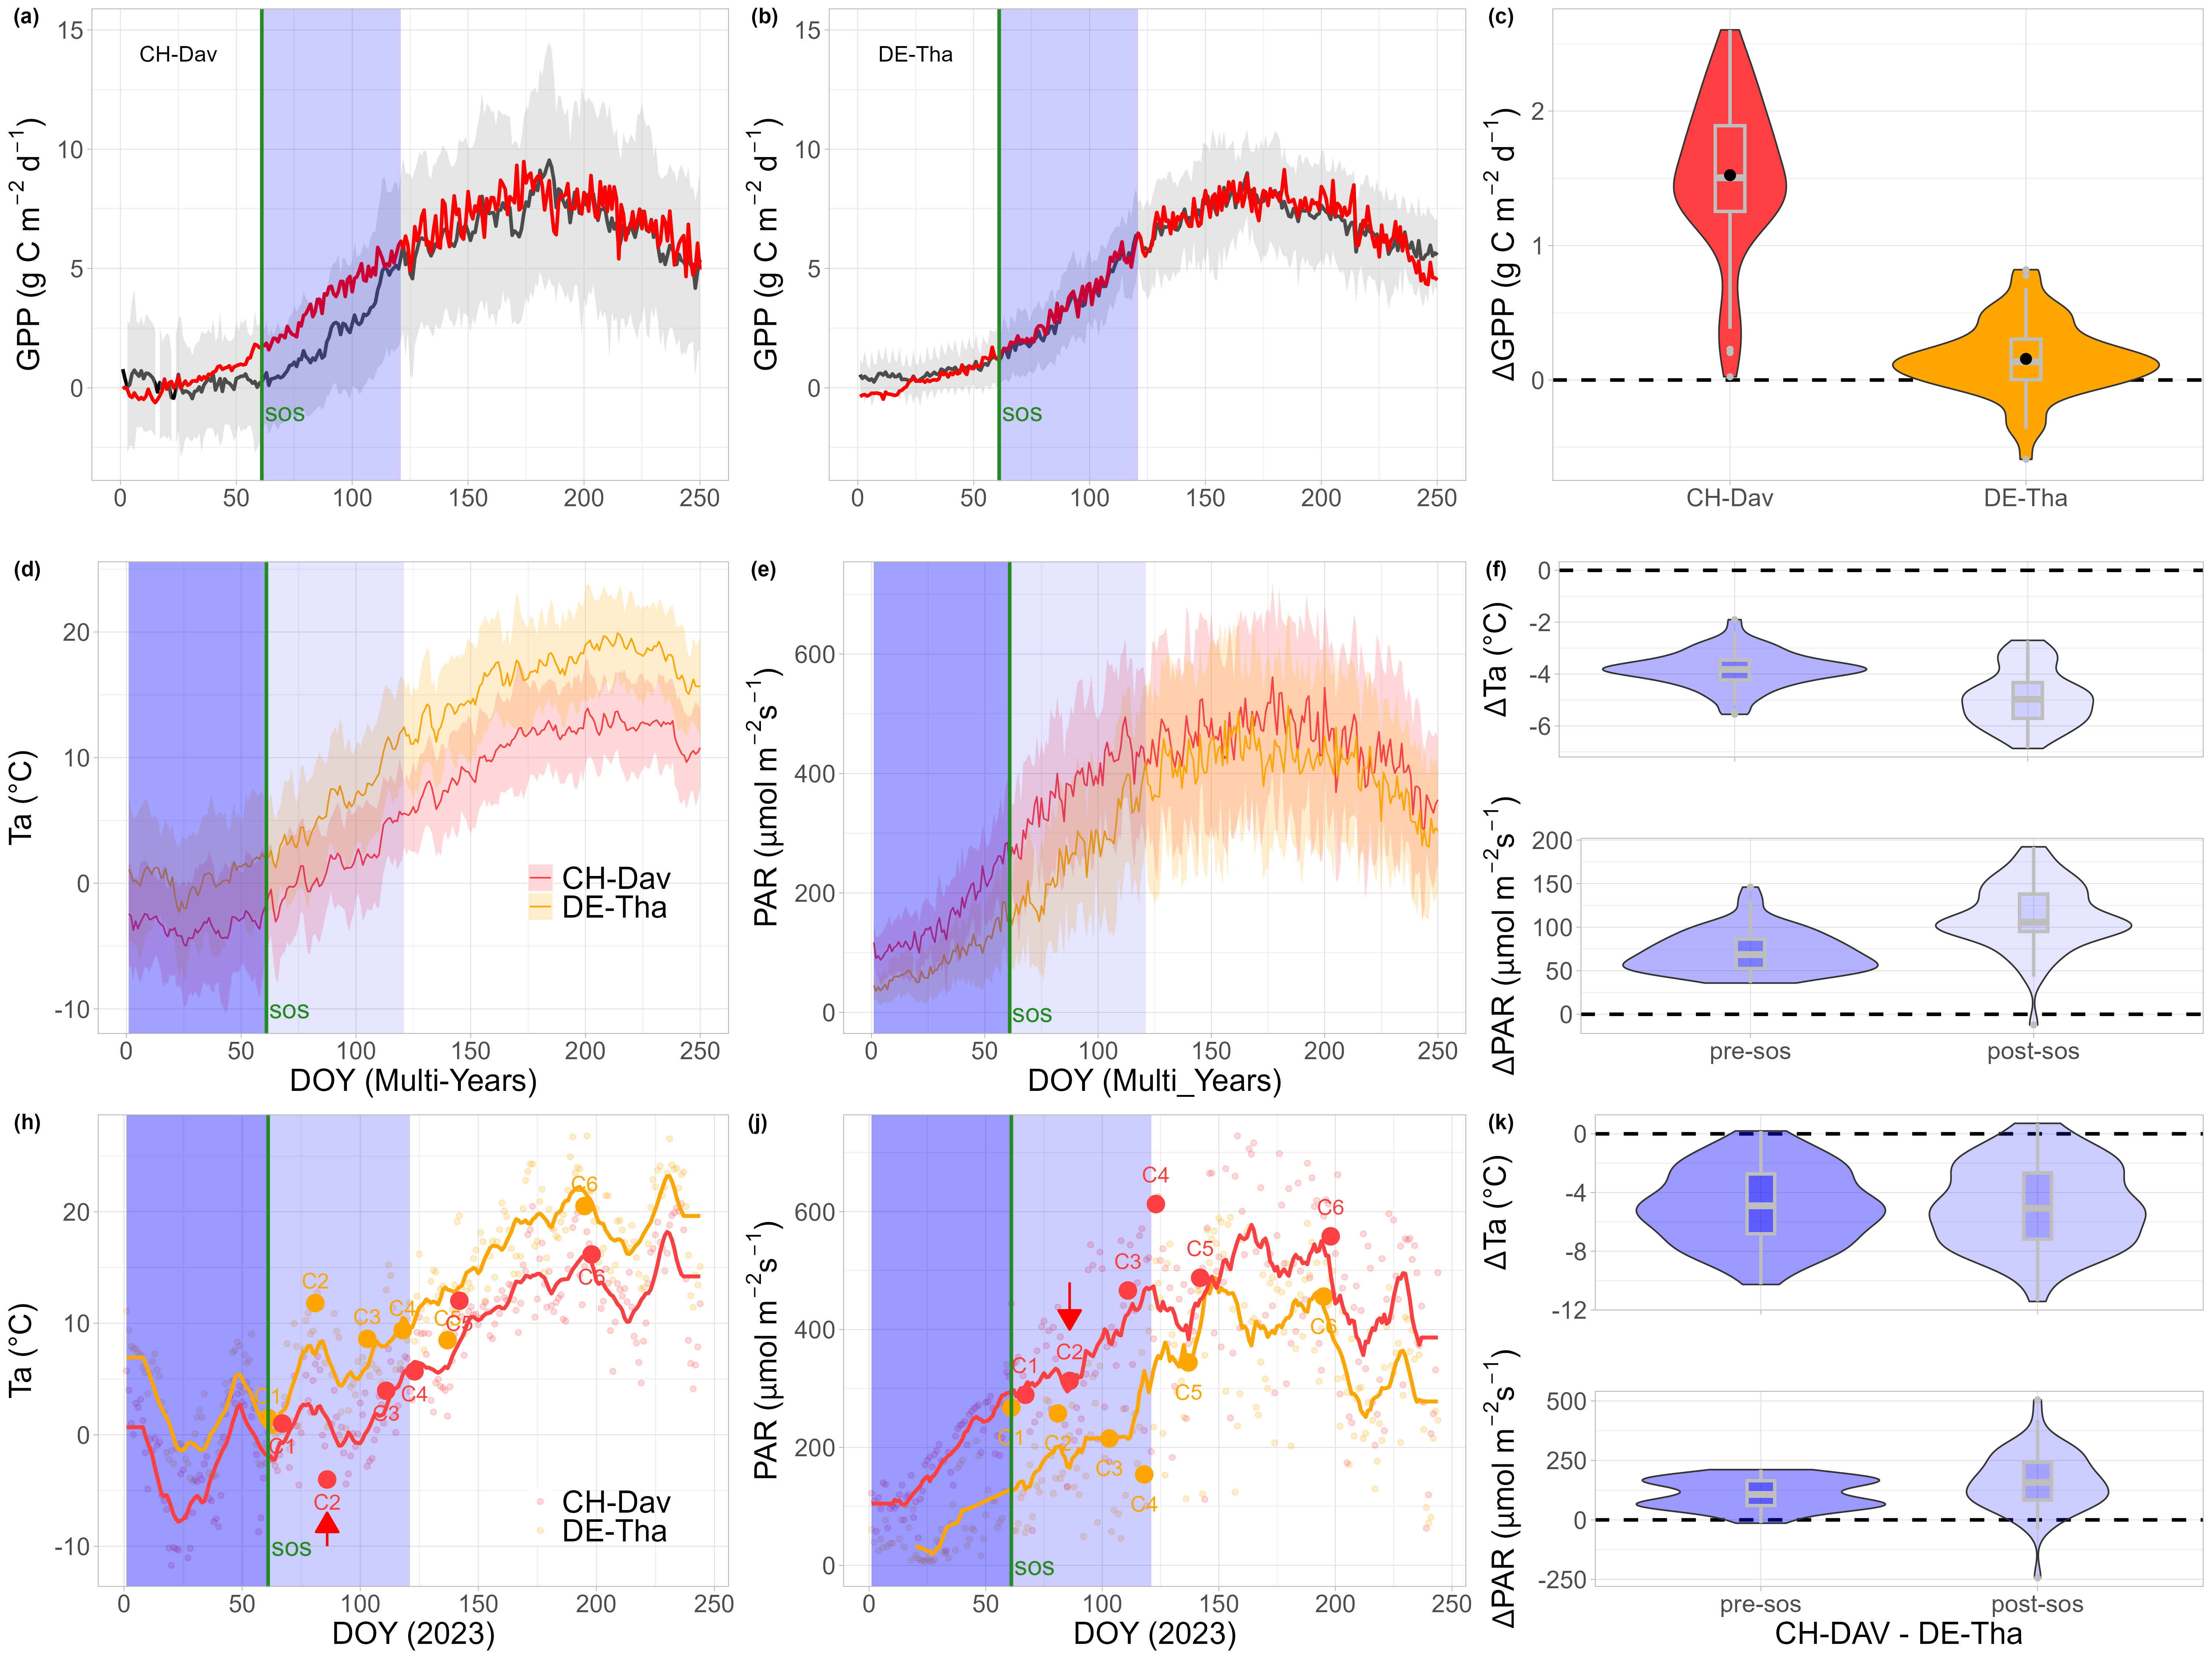 (a)
CH-Dav
GPP (g C m⁻² d⁻¹)
15
10
5
0
sos
0 50 100 150 200 250
(b)
DE-Tha
GPP (g C m⁻² d⁻¹)
15
10
5
0
sos
0 50 100 150 200 250
(c)
ΔGPP (g C m⁻² d⁻¹)
2
1
0
CH-Dav DE-Tha
(d)
Ta (°C)
20
10
0
-10
CH-Dav
DE-Tha
sos
0 50 100 150 200 250
DOY (Multi-Years)
(e)
PAR (µmol m⁻²s⁻¹)
600
400
200
0
sos
0 50 100 150 200 250
DOY (Multi_Years)
(f)
ΔTa (°C)
0
-2
-4
-6
ΔPAR (µmol m⁻²s⁻¹)
200
150
100
50
0
pre-sos post-sos
(h)
Ta (°C)
20
10
0
-10
C6
C6
C2
C3
C4
C5
C5
C4
C3
C1
C1
C2
CH-Dav
DE-Tha
sos
0 50 100 150 200 250
DOY (2023)
(j)
PAR (µmol m⁻²s⁻¹)
600
400
200
0
C4
C6
C3
C5
C2
C1
C6
C5
C1
C2
C3
C4
sos
0 50 100 150 200 250
DOY (2023)
(k)
ΔTa (°C)
0
-4
-8
-12
ΔPAR (µmol m⁻²s⁻¹)
500
250
0
-250
pre-sos post-sos
CH-DAV - DE-Tha